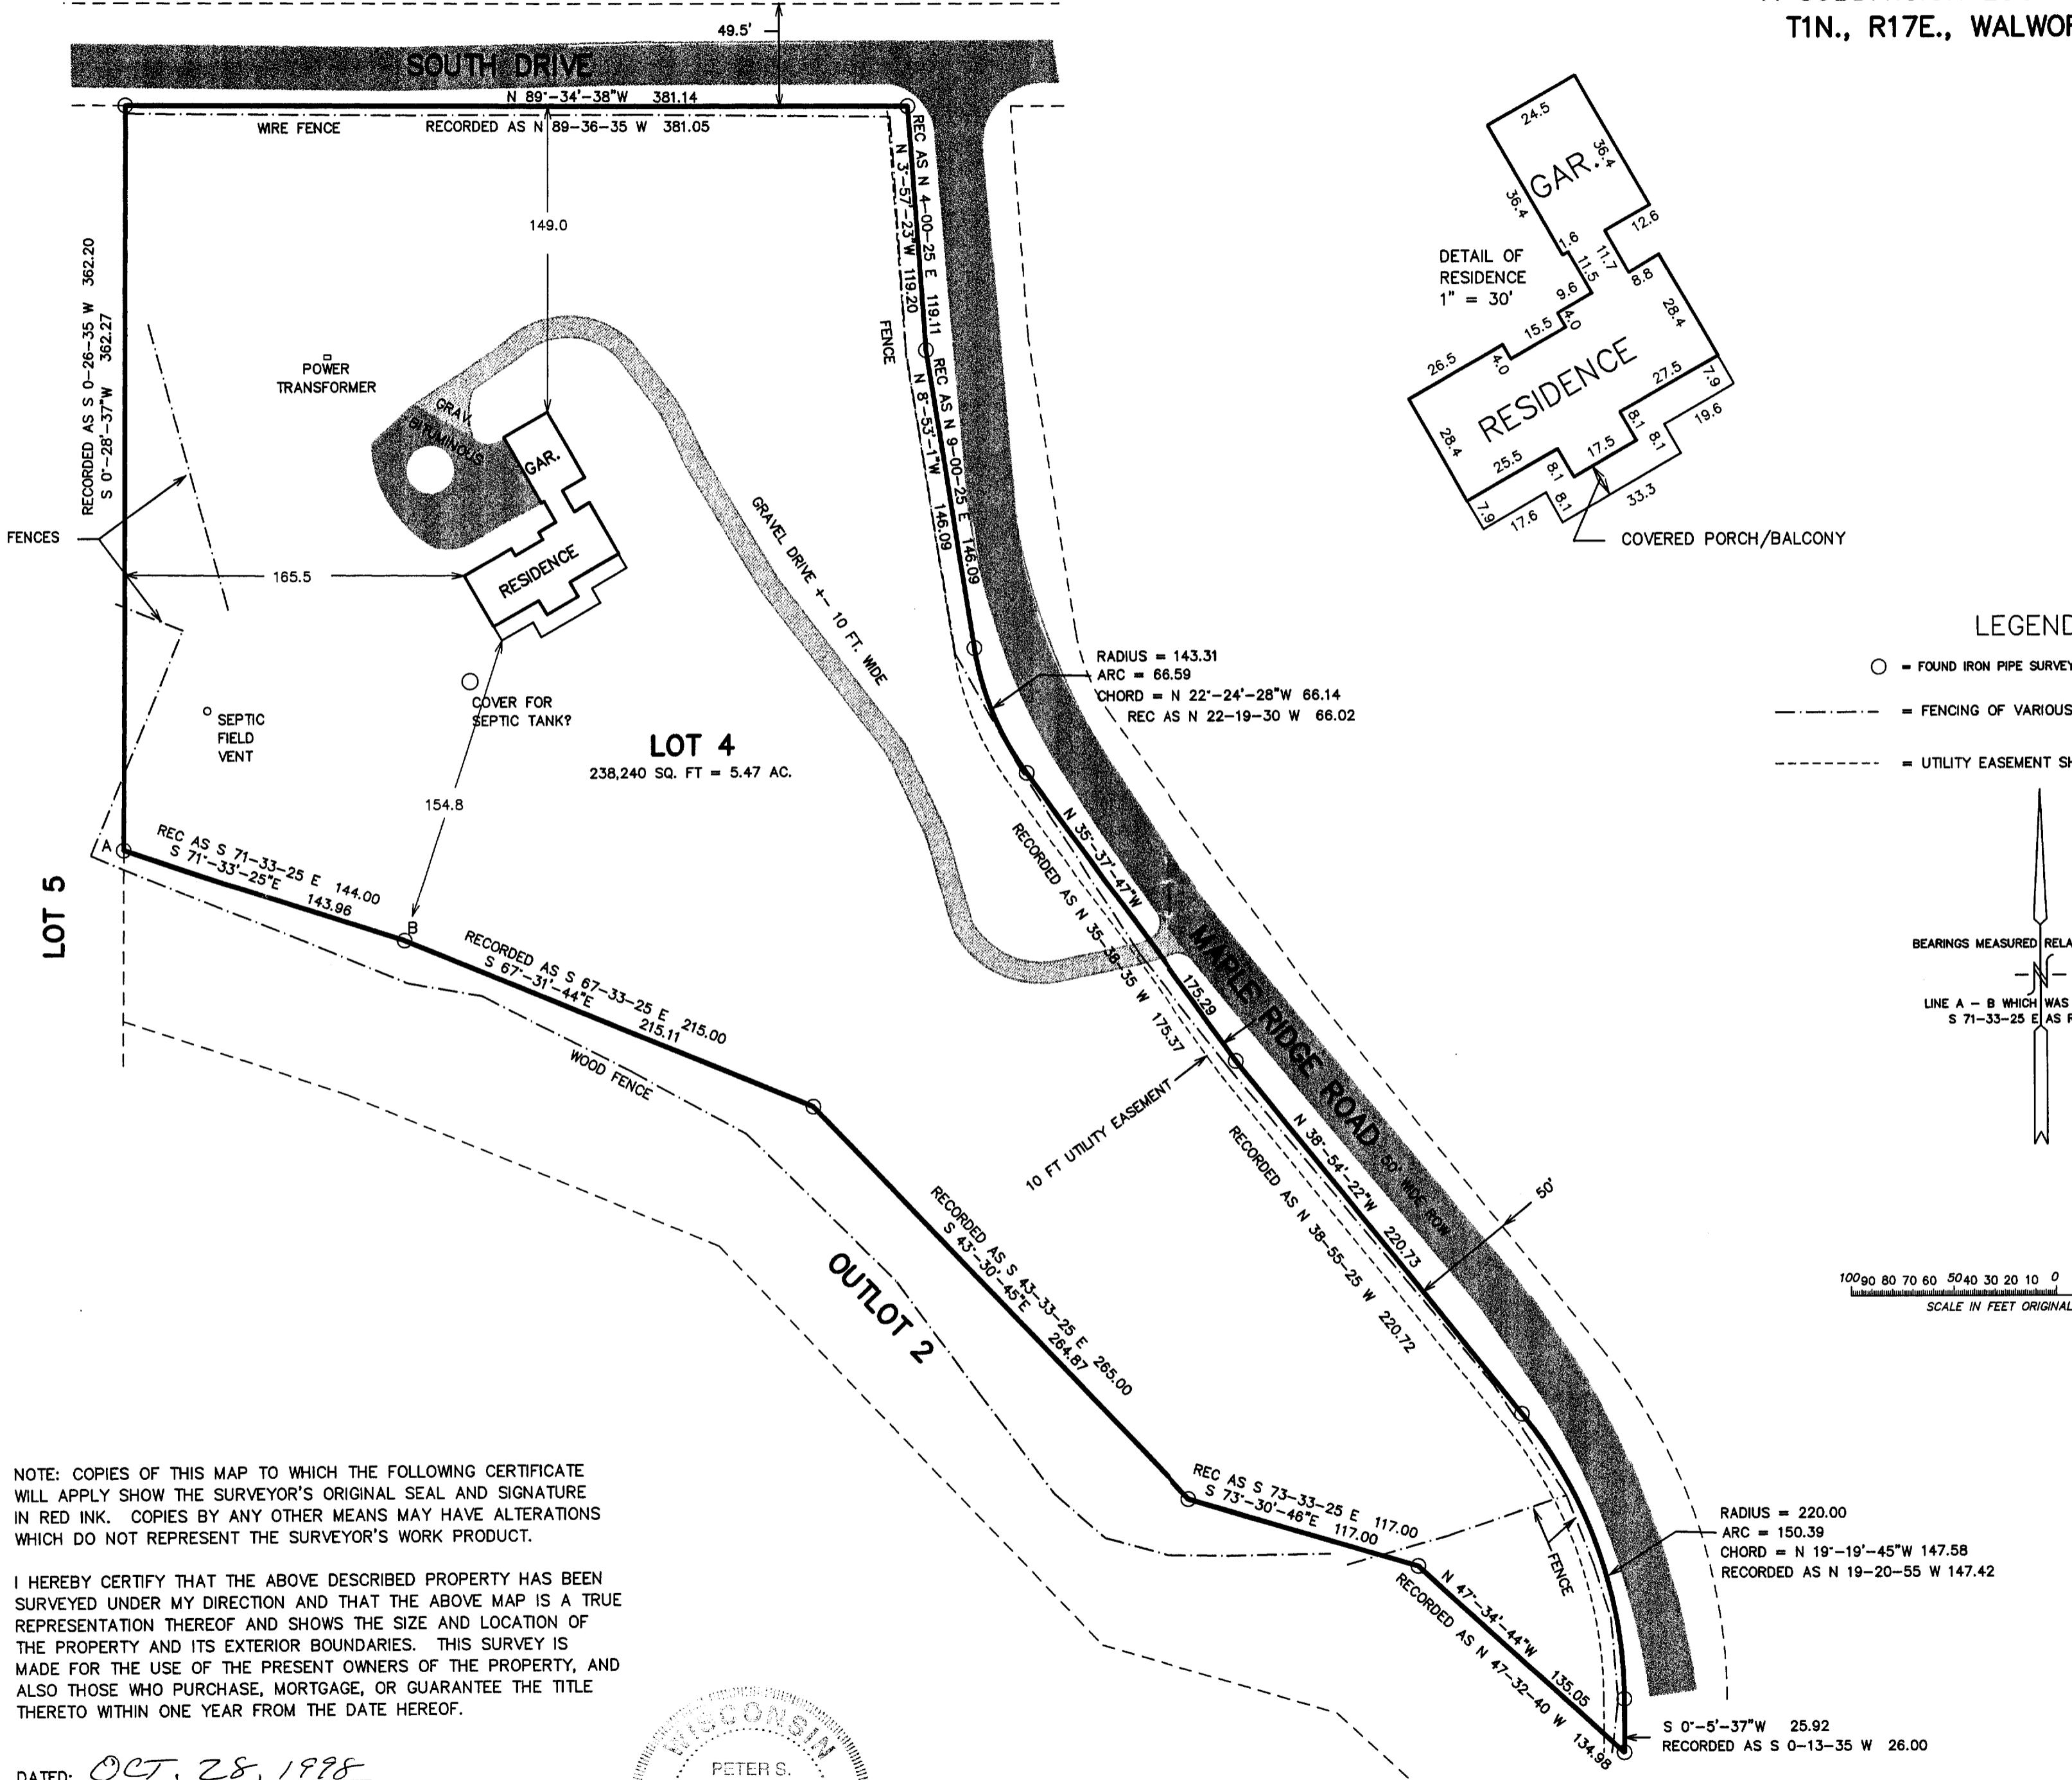 T1N., R17E.,
49.5'
SOUTH DRIVE
N 89°-34'-38"W 381.14
WIRE FENCE
RECORDED AS N 89-36-35 W 381.05
REC AS N 4-00-25 E 119.11
N 3°-57'-23"W 119.20
149.0
FENCE
REC AS N 9-00-25 E 146.09
N 8°-53'-1"W 146.09
RECORDED AS S 0-26-35 W 362.20
S 0°-28'-37"W 362.27
POWER
TRANSFORMER
GRAV.
BITUMINOUS
GAR.
RESIDENCE
FENCES
165.5
GRAVEL DRIVE +- 10 FT. WIDE
24.5
36.4
GAR.
36.4
12.6
1.6
11.7
11.5
8.8
DETAIL OF
RESIDENCE
1" = 30'
9.6
4.0
28.4
15.5
26.5
4.0
RESIDENCE
27.5
7.9
19.6
8.1
8.1
28.4
17.5
25.5
8.1
33.3
7.9
17.6
8.1
COVERED PORCH/BALCONY
LEGEND
= FOUND IRON PIPE
= FENCING OF VARIOUS
= UTILITY EASEMENT
RADIUS = 143.31
ARC = 66.59
CHORD = N 22°-24'-28"W 66.14
REC AS N 22-19-30 W 66.02
COVER FOR
SEPTIC TANK?
SEPTIC
FIELD
VENT
LOT 4
238,240 SQ. FT = 5.47 AC.
154.8
A
REC AS S 71-33-25 E 144.00
S 71°-33'-25"E 143.96
B
LOT 5
RECORDED AS S 67-33-25 E 215.00
S 67°-31'-44"E 215.11
WOOD FENCE
N 35°-37'-47"W 175.29
RECORDED AS N 35-38-35 W 175.37
MAPLE RIDGE ROAD 50' WIDE ROW
10 FT UTILITY EASEMENT
N 38°-54'-22"W 220.73
RECORDED AS N 38-55-25 W 220.72
50'
BEARINGS MEASURED
N
LINE A - B WHICH WAS
S 71-33-25 E AS
100 90 80 70 60 50 40 30 20 10 0
SCALE IN FEET ORIGINAL
RECORDED AS S 43-33-25 E 265.00
S 43°-30'-45"E 264.87
OUTLOT 2
REC AS S 73-33-25 E 117.00
S 73°-30'-46"E 117.00
FENCE
RADIUS = 220.00
ARC = 150.39
CHORD = N 19°-19'-45"W 147.58
RECORDED AS N 19-20-55 W 147.42
N 47°-34'-44"W 135.05
RECORDED AS N 47-32-40 W 134.98
S 0°-5'-37"W 25.92
RECORDED AS S 0-13-35 W 26.00
NOTE: COPIES OF THIS MAP TO WHICH THE FOLLOWING CERTIFICATE
WILL APPLY SHOW THE SURVEYOR'S ORIGINAL SEAL AND SIGNATURE
IN RED INK. COPIES BY ANY OTHER MEANS MAY HAVE ALTERATIONS
WHICH DO NOT REPRESENT THE SURVEYOR'S WORK PRODUCT.
I HEREBY CERTIFY THAT THE ABOVE DESCRIBED PROPERTY HAS BEEN
SURVEYED UNDER MY DIRECTION AND THAT THE ABOVE MAP IS A TRUE
REPRESENTATION THEREOF AND SHOWS THE SIZE AND LOCATION OF
THE PROPERTY AND ITS EXTERIOR BOUNDARIES. THIS SURVEY IS
MADE FOR THE USE OF THE PRESENT OWNERS OF THE PROPERTY, AND
ALSO THOSE WHO PURCHASE, MORTGAGE, OR GUARANTEE THE TITLE
THERETO WITHIN ONE YEAR FROM THE DATE HEREOF.
DATED: OCT. 28, 1998
WISCONSIN
PETER S.